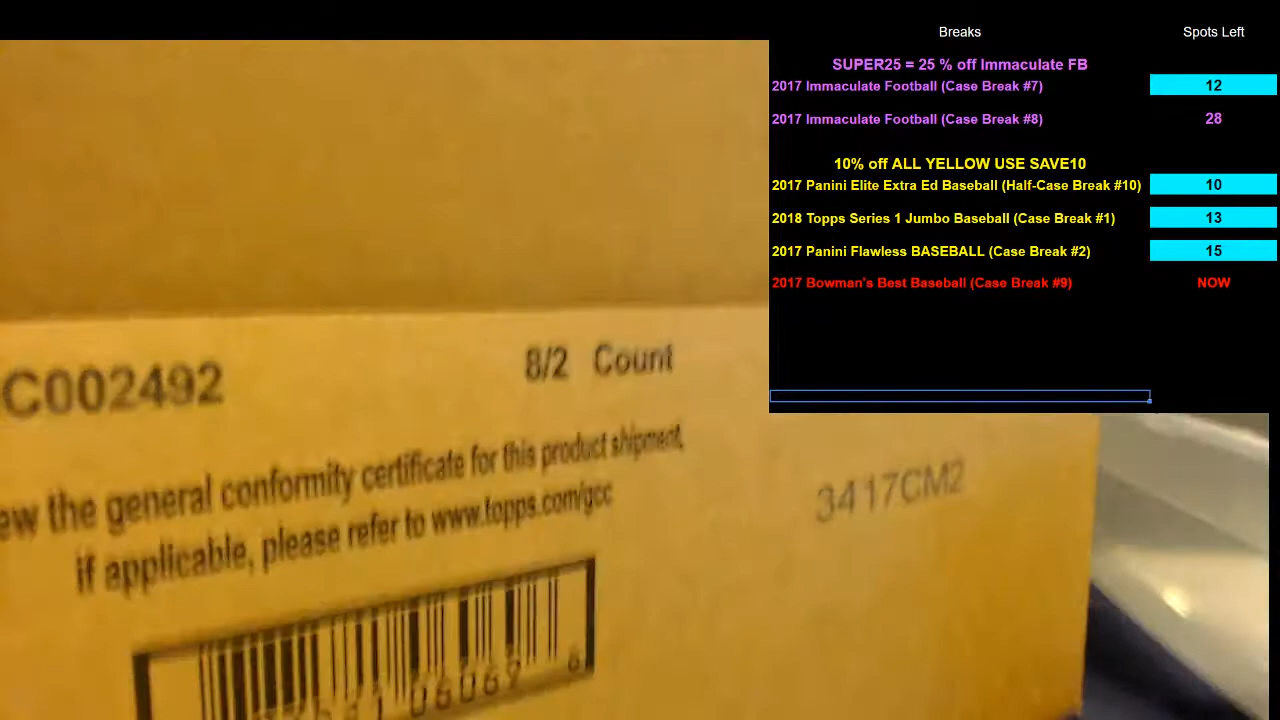 Breaks Spots Left
SUPER25 = 25 % off Immaculate FB
2017 Immaculate Football (Case Break #7) 12
2017 Immaculate Football (Case Break #8) 28
10% off ALL YELLOW USE SAVE10
2017 Panini Elite Extra Ed Baseball (Half-Case Break #10) 10
2018 Topps Series 1 Jumbo Baseball (Case Break #1) 13
2017 Panini Flawless BASEBALL (Case Break #2) 15
2017 Bowman's Best Baseball (Case Break #9) NOW
C002492 8/2 Count
the general conformity certificate for this product shipment,
if applicable, please refer to www.topps.com/gcc
3417CM2
06069 6